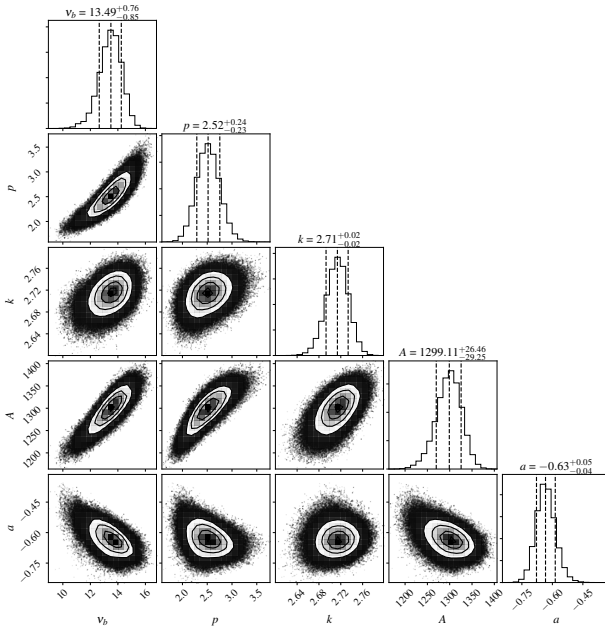 ν_b = 13.49^{+0.76}_{−0.85}
p = 2.52^{+0.24}_{−0.23}
3.5
3.0
2.5
2.0
p
k = 2.71^{+0.02}_{−0.02}
2.76
2.72
2.68
2.64
k
A = 1299.11^{+26.46}_{−29.25}
1400
1350
1300
1250
1200
A
a = −0.63^{+0.05}_{−0.04}
−0.45
−0.60
−0.75
a
10 12 14 16
2.0 2.5 3.0 3.5
2.64 2.68 2.72 2.76
1200 1250 1300 1350 1400
−0.75 −0.60 −0.45
ν_b p k A a